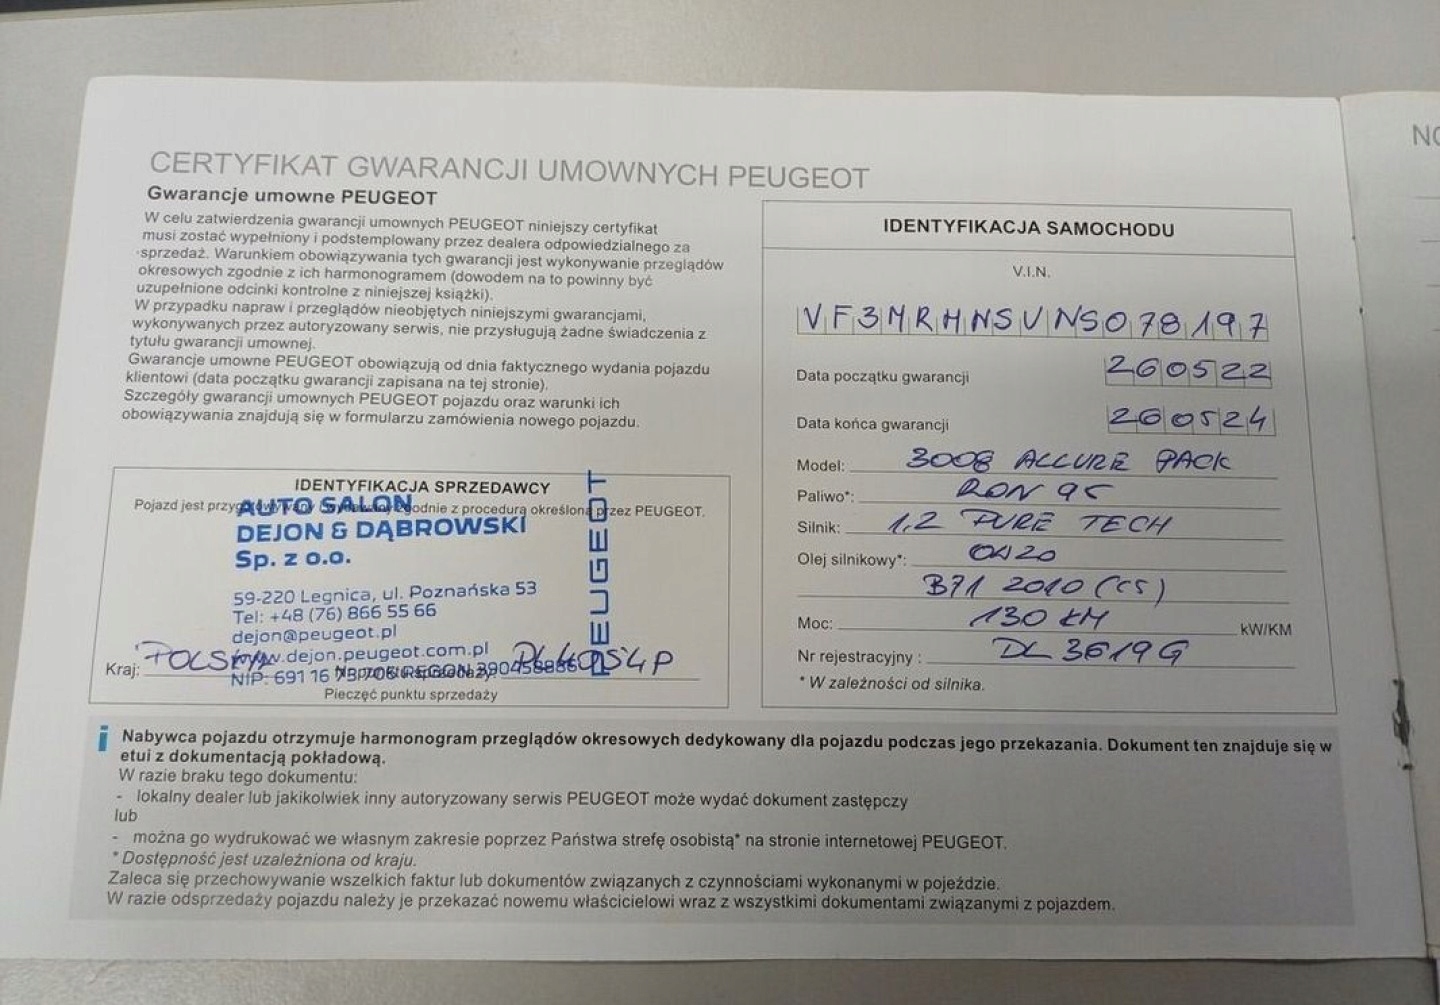 CERTYFIKAT GWARANCJI UMOWNYCH PEUGEOT
Gwarancje umowne PEUGEOT
W celu zatwierdzenia gwarancji umownych PEUGEOT niniejszy certyfikat
musi zostać wypełniony i podstemplowany przez dealera odpowiedzialnego za
sprzedaż. Warunkiem obowiązywania tych gwarancji jest wykonywanie przeglądów
okresowych zgodnie z ich harmonogramem (dowodem na to powinny być
uzupełnione odcinki kontrolne z niniejszej książki).
W przypadku napraw i przeglądów nieobjętych niniejszymi gwarancjami,
wykonywanych przez autoryzowany serwis, nie przysługują żadne świadczenia z
tytułu gwarancji umownej.
Gwarancje umowne PEUGEOT obowiązują od dnia faktycznego wydania pojazdu
klientowi (data początku gwarancji zapisana na tej stronie).
Szczegóły gwarancji umownych PEUGEOT pojazdu oraz warunki ich
obowiązywania znajdują się w formularzu zamówienia nowego pojazdu.
IDENTYFIKACJA SPRZEDAWCY
Pojazd jest zgodnie z procedurą określoną przez PEUGEOT.
AUTO SALON
DEJON & DĄBROWSKI
Sp. z o.o.
59-220 Legnica, ul. Poznańska 53
Tel: +48 (76) 866 55 66
dejon@peugeot.pl
www.dejon.peugeot.com.pl
PEUGEOT
Kraj: POLSKA
Pieczęć punktu sprzedaży
IDENTYFIKACJA SAMOCHODU
V.I.N.
VF3MRHNSUNS078197
Data początku gwarancji 260522
Data końca gwarancji 260524
Model: 3008 ALLURE PACK
Paliwo*: RON 95
Silnik: 1,2 PURE TECH
Olej silnikowy*: 0W20
B71 2010 (CS)
Moc: 130 KM kW/KM
Nr rejestracyjny : DL3619G
* W zależności od silnika.
i Nabywca pojazdu otrzymuje harmonogram przeglądów okresowych dedykowany dla pojazdu podczas jego przekazania. Dokument ten znajduje się w
etui z dokumentacją pokładową.
W razie braku tego dokumentu:
- lokalny dealer lub jakikolwiek inny autoryzowany serwis PEUGEOT może wydać dokument zastępczy
lub
- można go wydrukować we własnym zakresie poprzez Państwa strefę osobistą* na stronie internetowej PEUGEOT.
* Dostępność jest uzależniona od kraju.
Zaleca się przechowywanie wszelkich faktur lub dokumentów związanych z czynnościami wykonanymi w pojeździe.
W razie odsprzedaży pojazdu należy je przekazać nowemu właścicielowi wraz z wszystkimi dokumentami związanymi z pojazdem.